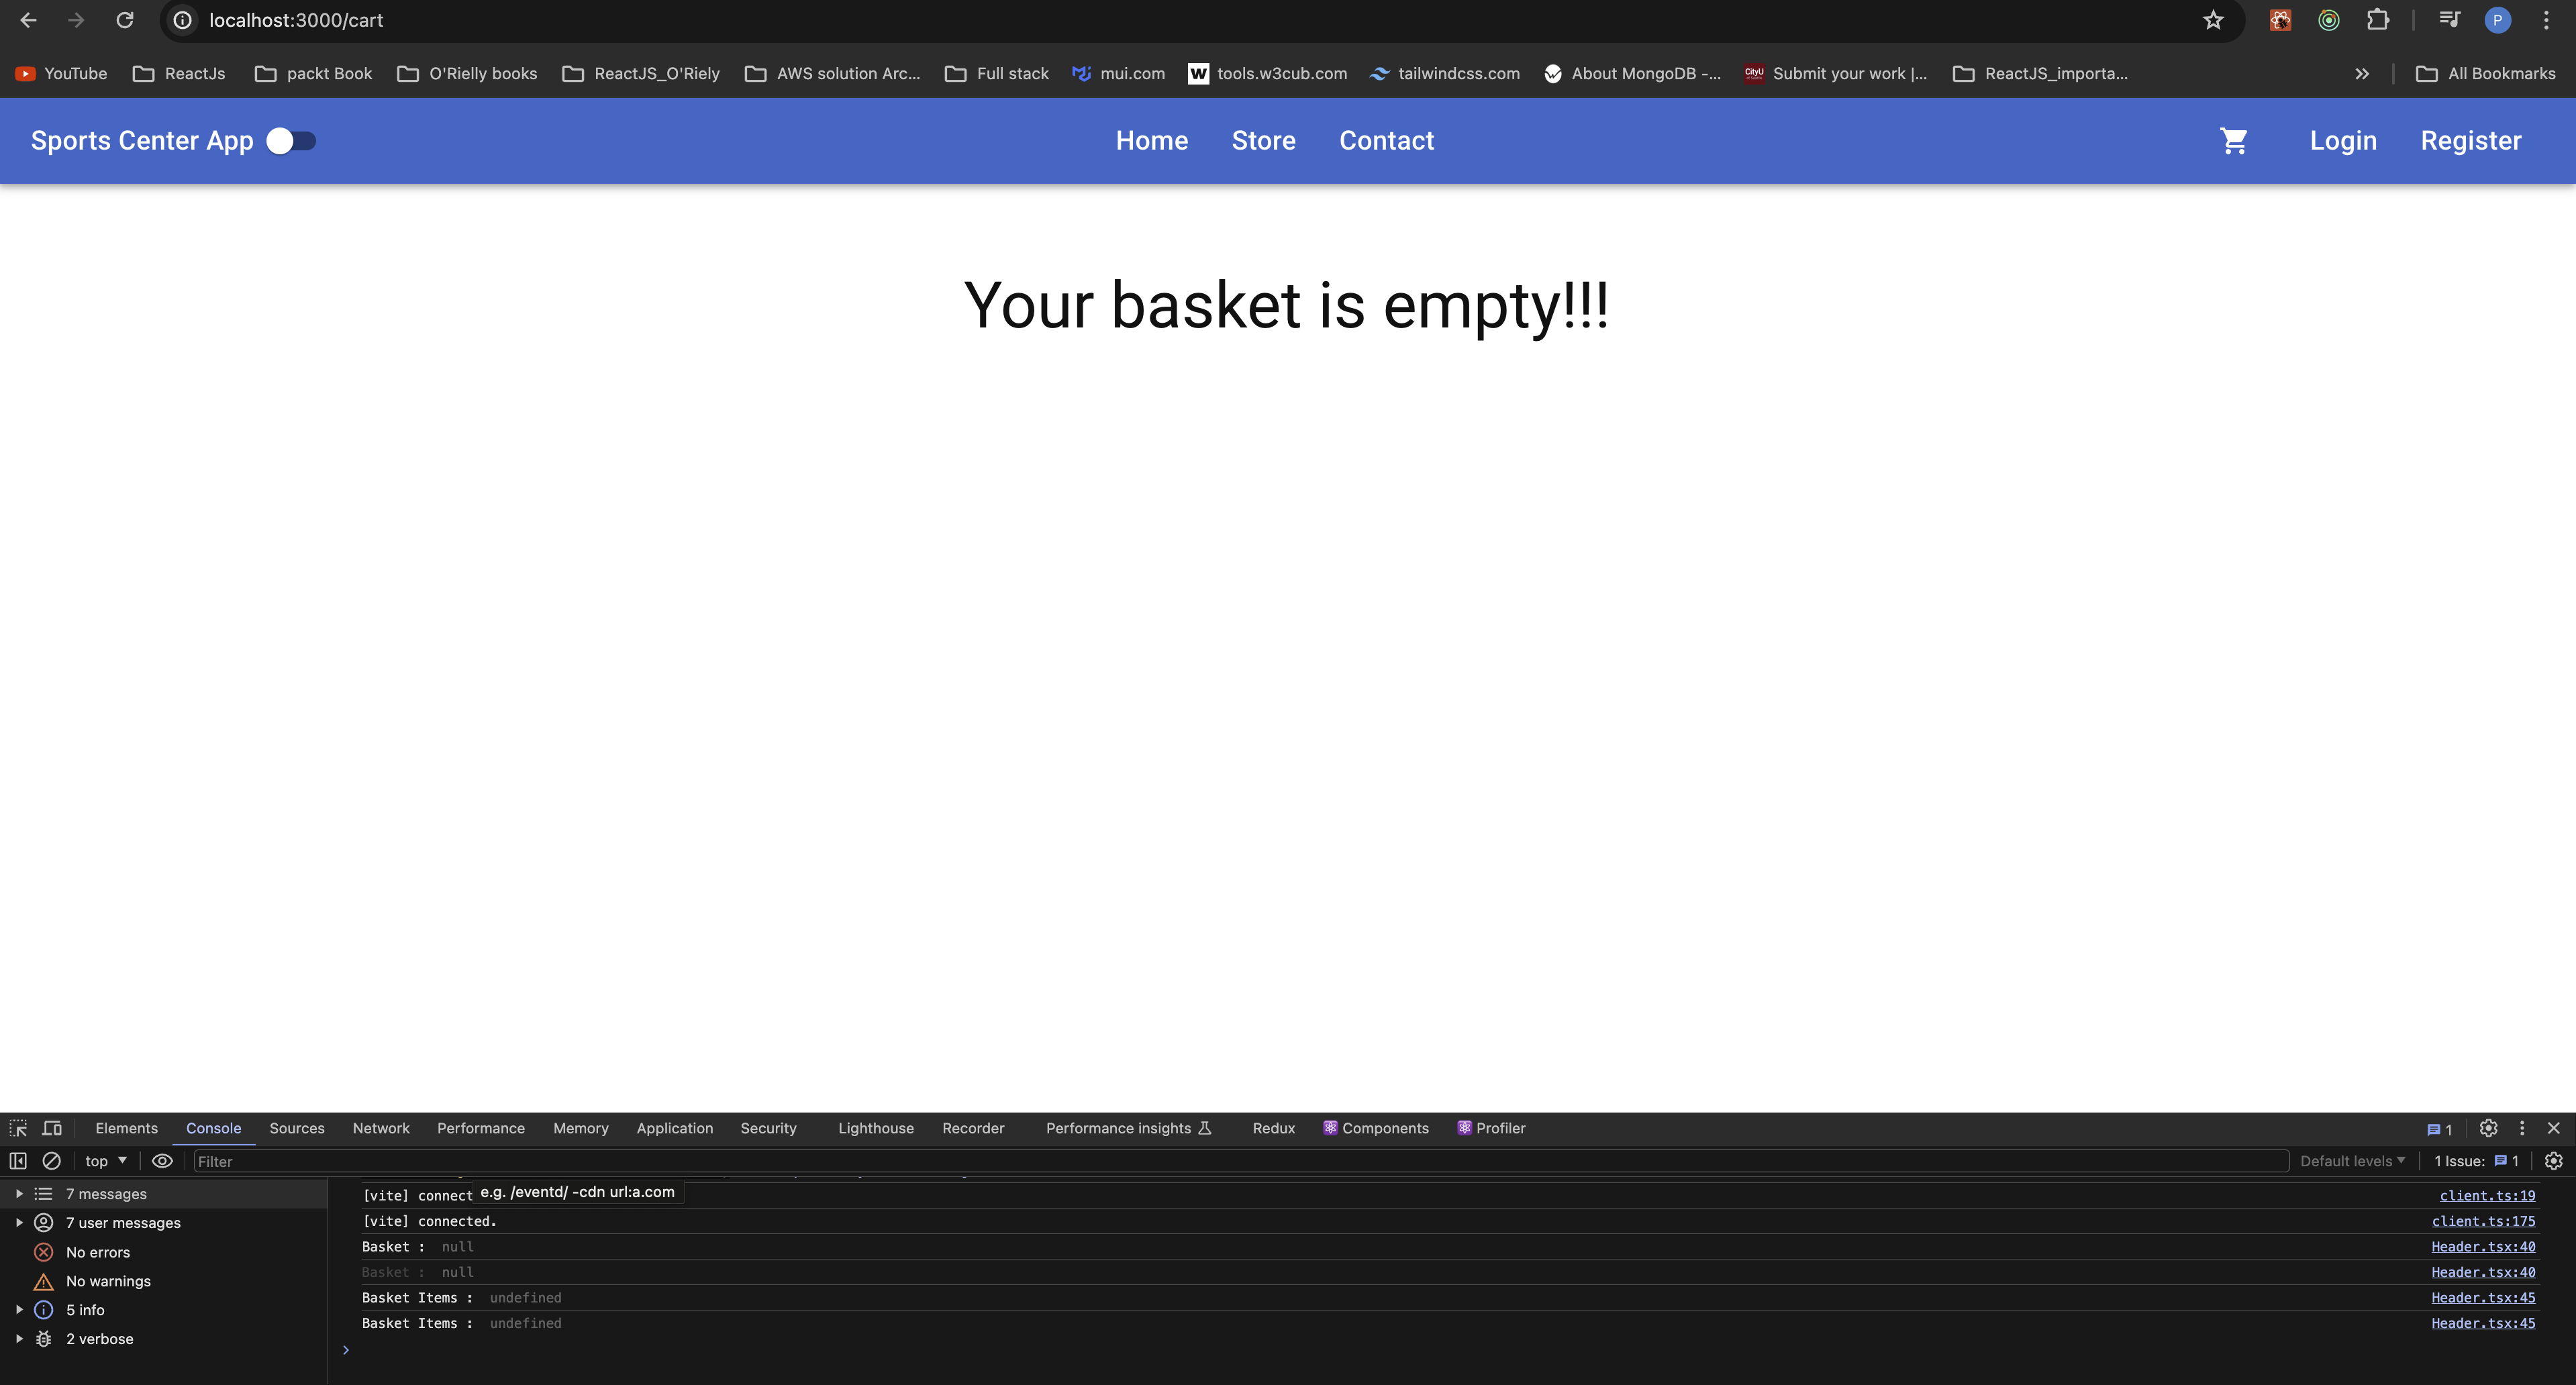 localhost:3000/cart
P
YouTube ReactJs packt Book O'Rielly books ReactJS_O'Riely AWS solution Arc... Full stack mui.com W tools.w3cub.com tailwindcss.com About MongoDB -... CityU Submit your work |... ReactJS_importa... All Bookmarks
Sports Center App Home Store Contact Login Register
Your basket is empty!!!
Elements Console Sources Network Performance Memory Application Security Lighthouse Recorder Performance insights Redux Components Profiler 1
top Filter Default levels 1 Issue: 1
7 messages
7 user messages
No errors
No warnings
5 info
2 verbose
e.g. /eventd/ -cdn url:a.com
[vite] connect client.ts:19
[vite] connected. client.ts:175
Basket : null Header.tsx:40
Basket : null Header.tsx:40
Basket Items : undefined Header.tsx:45
Basket Items : undefined Header.tsx:45